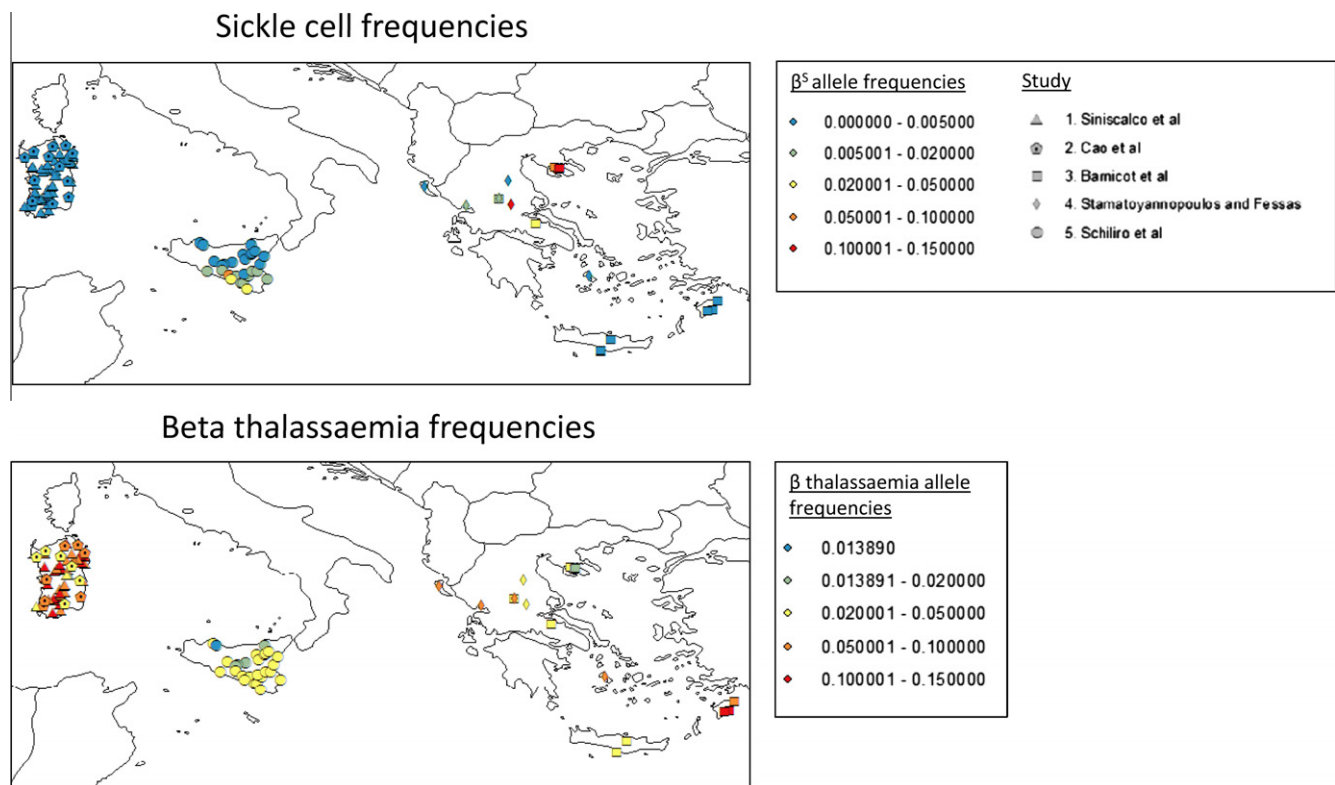 Sickle cell frequencies
βˢ allele frequencies
0.000000 - 0.005000
0.005001 - 0.020000
0.020001 - 0.050000
0.050001 - 0.100000
0.100001 - 0.150000
Study
1. Siniscalco et al
2. Cao et al
3. Barnicot et al
4. Stamatoyannopoulos and Fessas
5. Schiliro et al
Beta thalassaemia frequencies
β thalassaemia allele
frequencies
0.013890
0.013891 - 0.020000
0.020001 - 0.050000
0.050001 - 0.100000
0.100001 - 0.150000